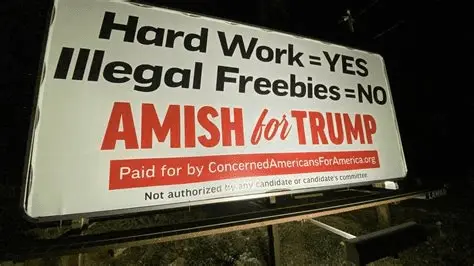 Hard Work = YES
Illegal Freebies = NO
AMISH for TRUMP
Paid for by ConcernedAmericansForAmerica.org
Not authorized by any candidate or candidate's committee.
LAMAR